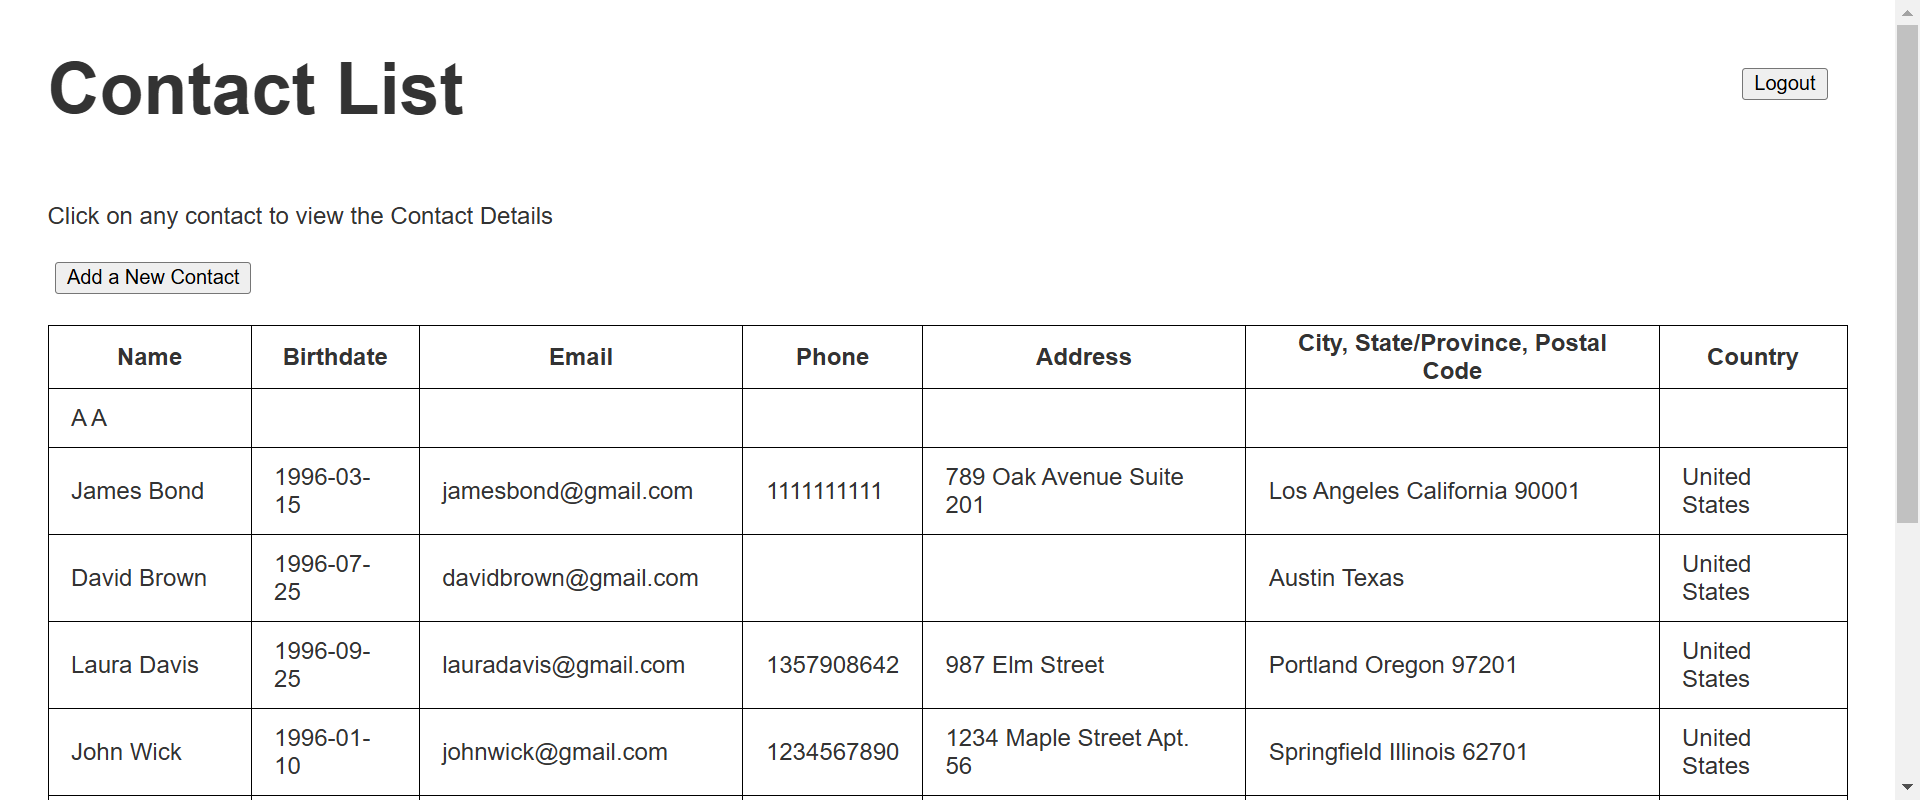 Contact List
Logout
Click on any contact to view the Contact Details
Add a New Contact
Name Birthdate Email Phone Address City, State/Province, Postal Code Country
A A
James Bond 1996-03-15 jamesbond@gmail.com 1111111111 789 Oak Avenue Suite 201 Los Angeles California 90001 United States
David Brown 1996-07-25 davidbrown@gmail.com Austin Texas United States
Laura Davis 1996-09-25 lauradavis@gmail.com 1357908642 987 Elm Street Portland Oregon 97201 United States
John Wick 1996-01-10 johnwick@gmail.com 1234567890 1234 Maple Street Apt. 56 Springfield Illinois 62701 United States